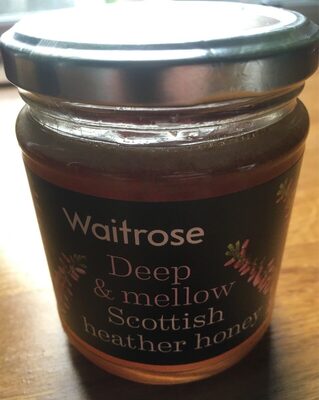 Waitrose
Deep
& mellow
Scottish
heather honey